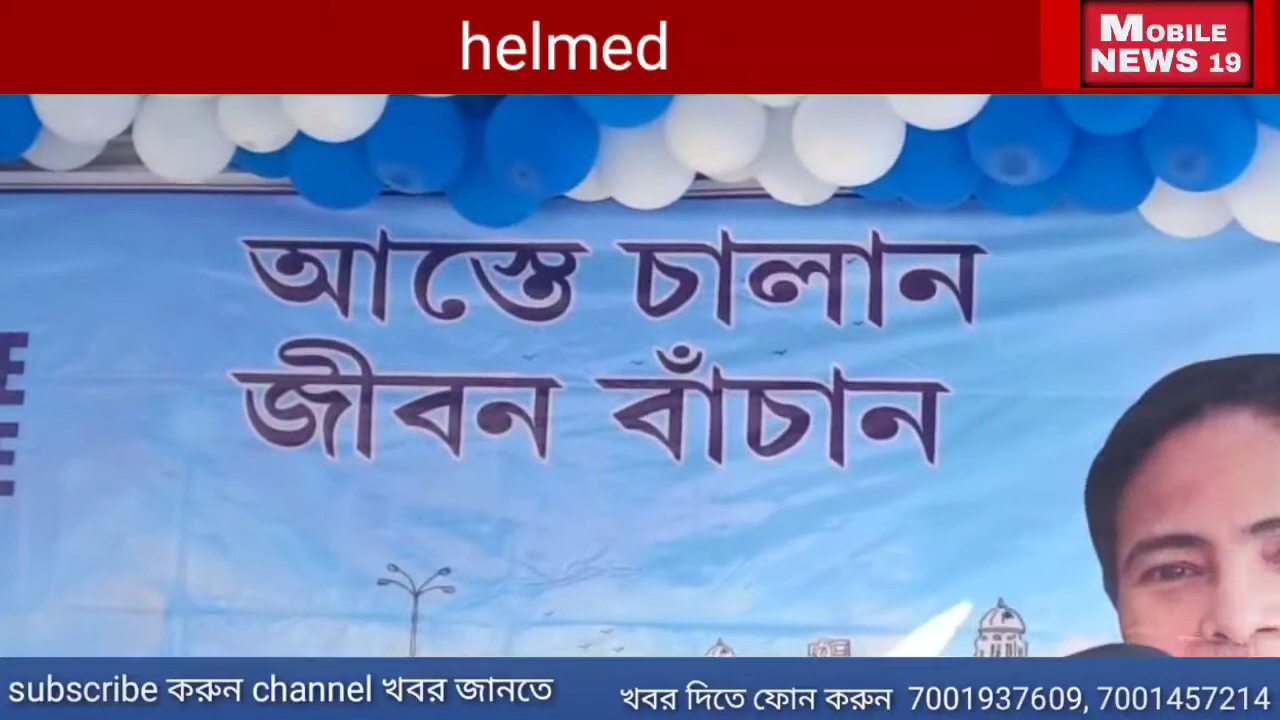 helmed
MOBILE
NEWS 19
আস্তে চালান
জীবন বাঁচান
subscribe করুন channel খবর জানতে
খবর দিতে ফোন করুন 7001937609, 7001457214